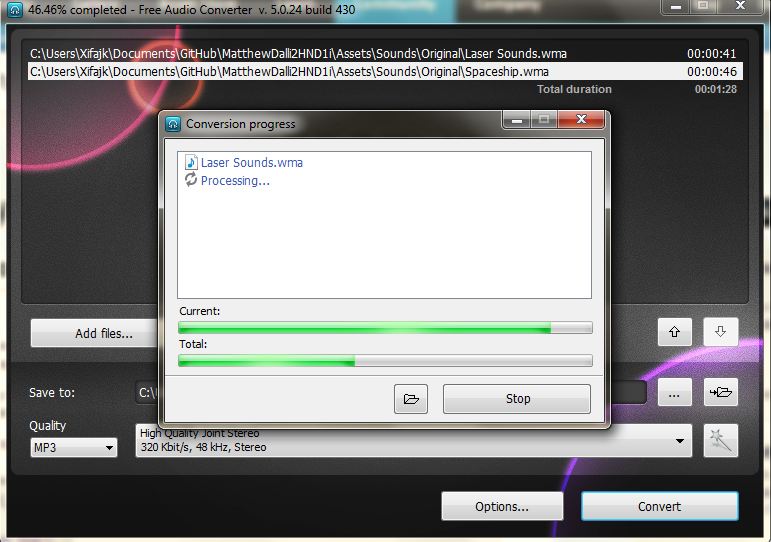 Community
Company
46.46% completed - Free Audio Converter v. 5.0.24 build 430
C:\Users\Xifajk\Documents\GitHub\MatthewDalli2HND1i\Assets\Sounds\Original\Laser Sounds.wma 00:00:41
C:\Users\Xifajk\Documents\GitHub\MatthewDalli2HND1i\Assets\Sounds\Original\Spaceship.wma 00:00:46
Total duration 00:01:28
Conversion progress
Laser Sounds.wma
Processing...
Current:
Total:
Add files...
Stop
Save to: C:\
...
Quality
MP3
High Quality Joint Stereo
320 Kbit/s, 48 kHz, Stereo
Options...
Convert